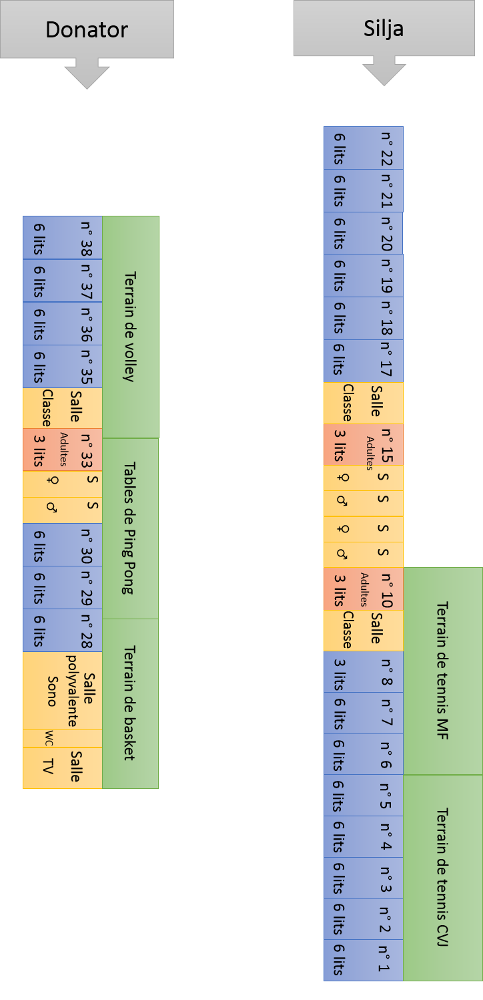 Donator
n° 38
6 lits
n° 37
6 lits
n° 36
6 lits
n° 35
6 lits
Salle
Classe
n° 33
Adultes
3 lits
S
♀
S
♂
n° 30
6 lits
n° 29
6 lits
n° 28
6 lits
Salle
polyvalente
Sono
WC
Salle
TV
Terrain de volley
Tables de Ping Pong
Terrain de basket
Silja
n° 22
6 lits
n° 21
6 lits
n° 20
6 lits
n° 19
6 lits
n° 18
6 lits
n° 17
6 lits
Salle
Classe
n° 15
Adultes
3 lits
S
♀
S
♂
S
♀
S
♂
n° 10
Adultes
3 lits
Salle
Classe
n° 8
3 lits
n° 7
6 lits
n° 6
6 lits
n° 5
6 lits
n° 4
6 lits
n° 3
6 lits
n° 2
6 lits
n° 1
6 lits
Terrain de tennis MF
Terrain de tennis CVJ